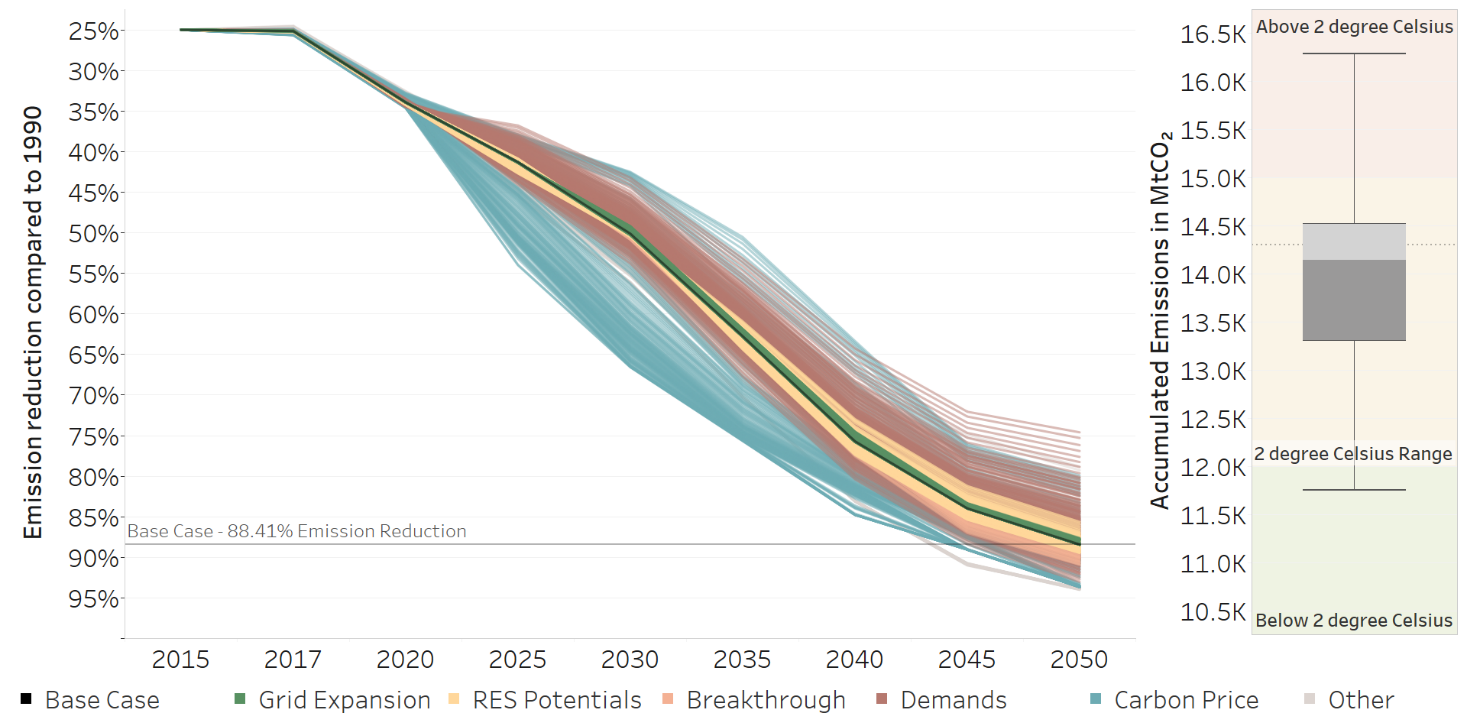 Emission reduction compared to 1990
25%
30%
35%
40%
45%
50%
55%
60%
65%
70%
75%
80%
85%
90%
95%
Base Case - 88.41% Emission Reduction
2015
2017
2020
2025
2030
2035
2040
2045
2050
Accumulated Emissions in MtCO₂
16.5K
16.0K
15.5K
15.0K
14.5K
14.0K
13.5K
13.0K
12.5K
12.0K
11.5K
11.0K
10.5K
Above 2 degree Celsius
2 degree Celsius Range
Below 2 degree Celsius
Base Case
Grid Expansion
RES Potentials
Breakthrough
Demands
Carbon Price
Other